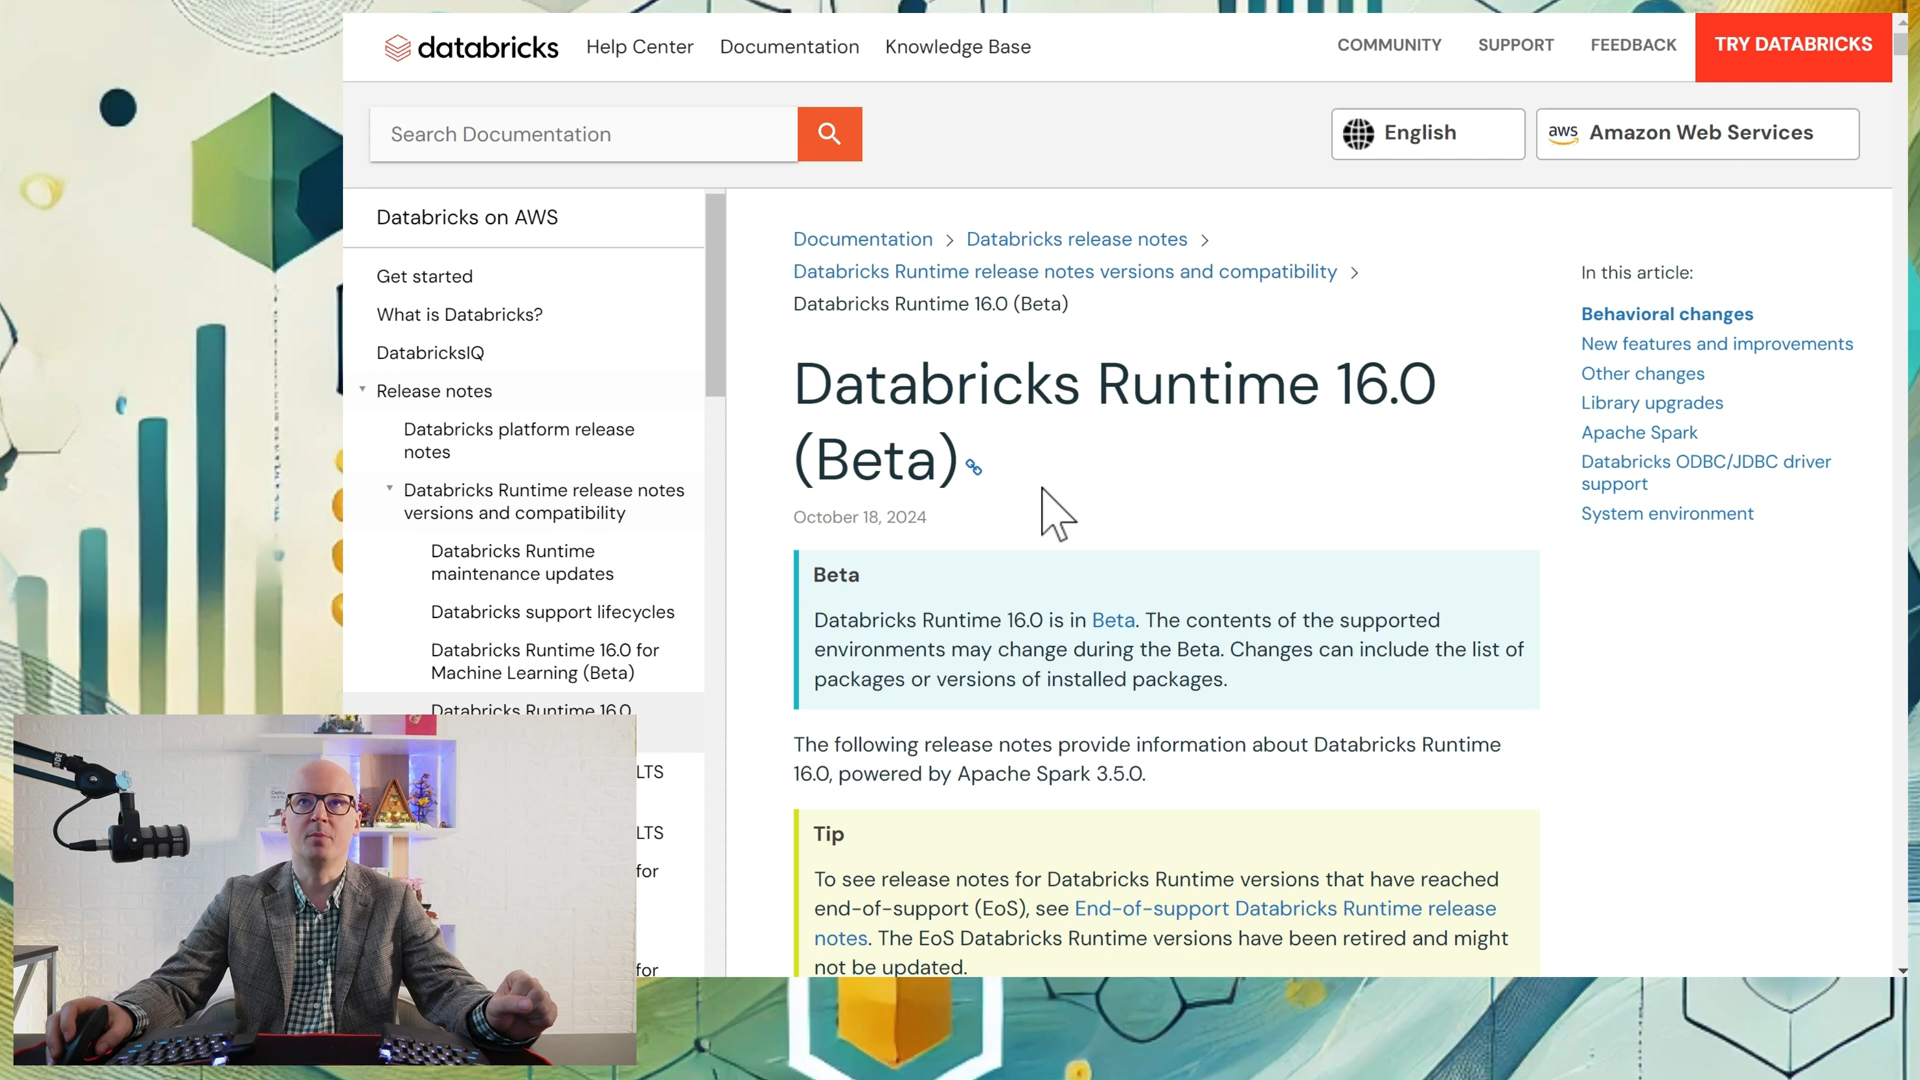 databricks
Help Center
Documentation
Knowledge Base
COMMUNITY
SUPPORT
FEEDBACK
TRY DATABRICKS
Search Documentation
English
aws
Amazon Web Services
Databricks on AWS
Get started
What is Databricks?
DatabricksIQ
Release notes
Databricks platform release
notes
Databricks Runtime release notes
versions and compatibility
Databricks Runtime
maintenance updates
Databricks support lifecycles
Databricks Runtime 16.0 for
Machine Learning (Beta)
Databricks Runtime 16.0
LTS
LTS
for
for
Documentation > Databricks release notes >
Databricks Runtime release notes versions and compatibility >
Databricks Runtime 16.0 (Beta)
Databricks Runtime 16.0
(Beta)
October 18, 2024
Beta
Databricks Runtime 16.0 is in Beta. The contents of the supported
environments may change during the Beta. Changes can include the list of
packages or versions of installed packages.
The following release notes provide information about Databricks Runtime
16.0, powered by Apache Spark 3.5.0.
Tip
To see release notes for Databricks Runtime versions that have reached
end-of-support (EoS), see End-of-support Databricks Runtime release
notes. The EoS Databricks Runtime versions have been retired and might
not be updated.
In this article:
Behavioral changes
New features and improvements
Other changes
Library upgrades
Apache Spark
Databricks ODBC/JDBC driver
support
System environment